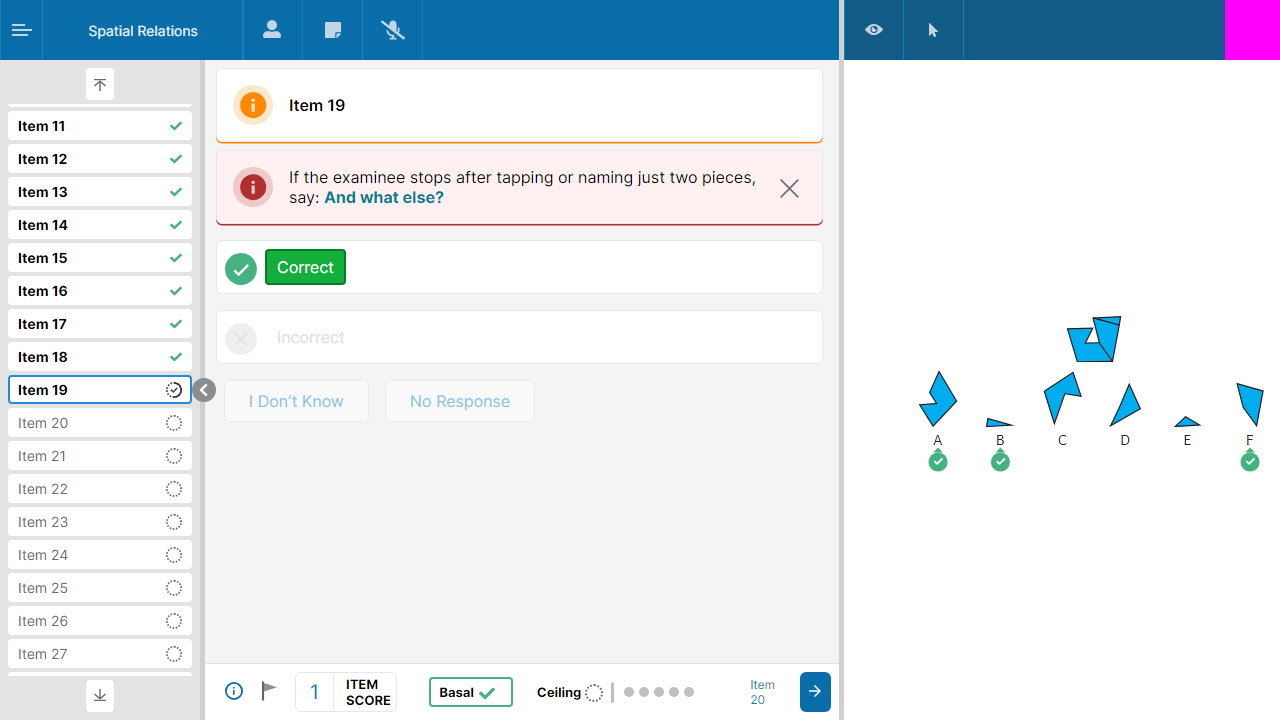 Spatial Relations
Item 11
Item 12
Item 13
Item 14
Item 15
Item 16
Item 17
Item 18
Item 19
Item 20
Item 21
Item 22
Item 23
Item 24
Item 25
Item 26
Item 27
Item 19
If the examinee stops after tapping or naming just two pieces,
say: And what else?
Correct
Incorrect
I Don’t Know
No Response
1
ITEM
SCORE
Basal
Ceiling
Item
20
A B C D E F